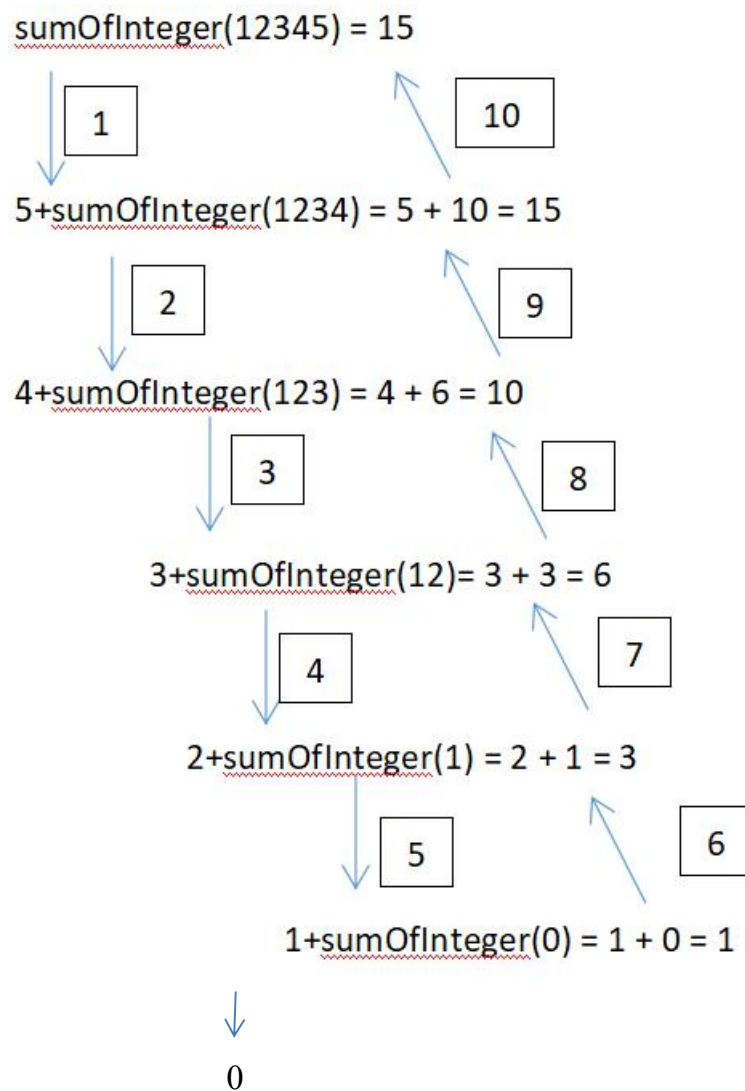 sumOfInteger(12345) = 15
1
10
5+sumOfInteger(1234) = 5 + 10 = 15
2
9
4+sumOfInteger(123) = 4 + 6 = 10
3
8
3+sumOfInteger(12)= 3 + 3 = 6
4
7
2+sumOfInteger(1) = 2 + 1 = 3
5
6
1+sumOfInteger(0) = 1 + 0 = 1
0